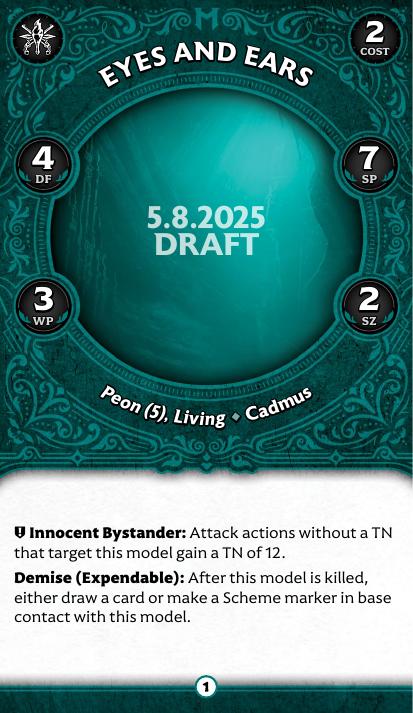 2
COST
EYES AND EARS
4
DF
7
SP
5.8.2025
DRAFT
3
WP
2
SZ
Peon (5), Living ⬥ Cadmus
Innocent Bystander: Attack actions without a TN
that target this model gain a TN of 12.
Demise (Expendable): After this model is killed,
either draw a card or make a Scheme marker in base
contact with this model.
1